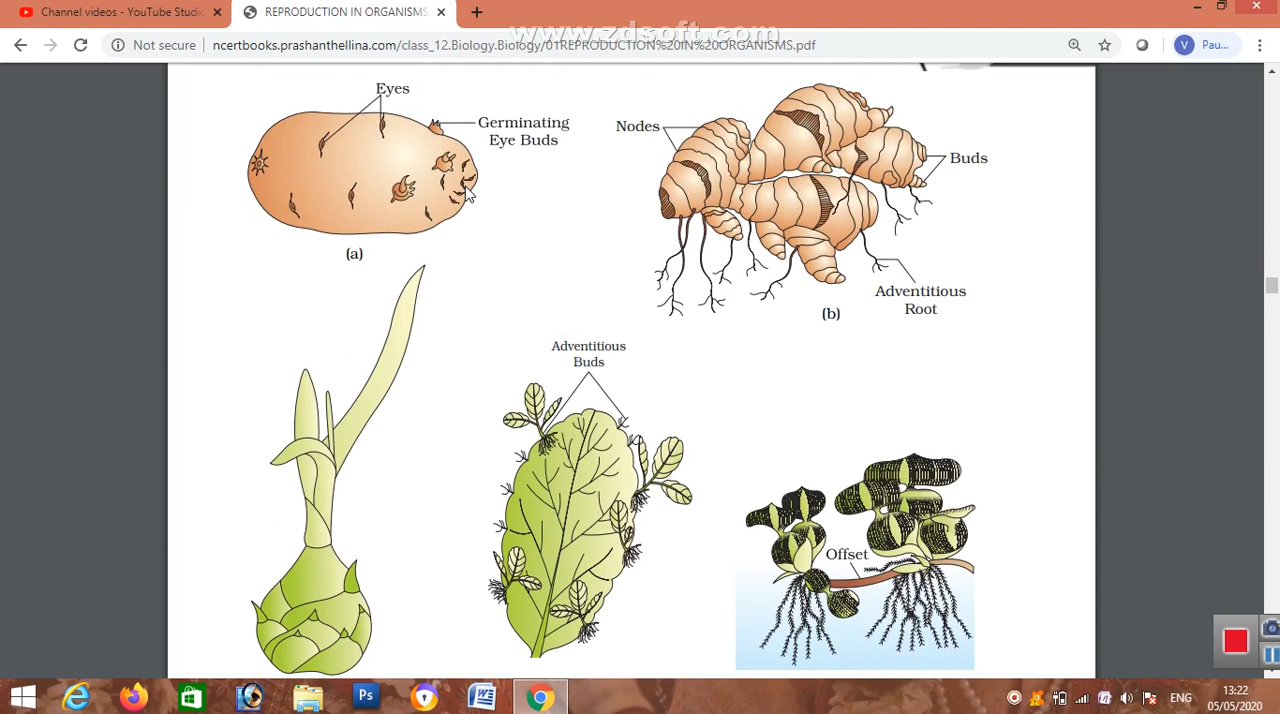 Channel videos - YouTube Studio
REPRODUCTION IN ORGANISMS
www.zdsoft.com
Not secure
ncertbooks.prashanthellina.com/class_12.Biology.Biology/01REPRODUCTION%20IN%20ORGANISMS.pdf
V
Pau...
Eyes
Germinating
Eye Buds
(a)
Nodes
Buds
Adventitious
Root
(b)
Adventitious
Buds
Offset
Ps
W
ENG
13:22
05/05/2020